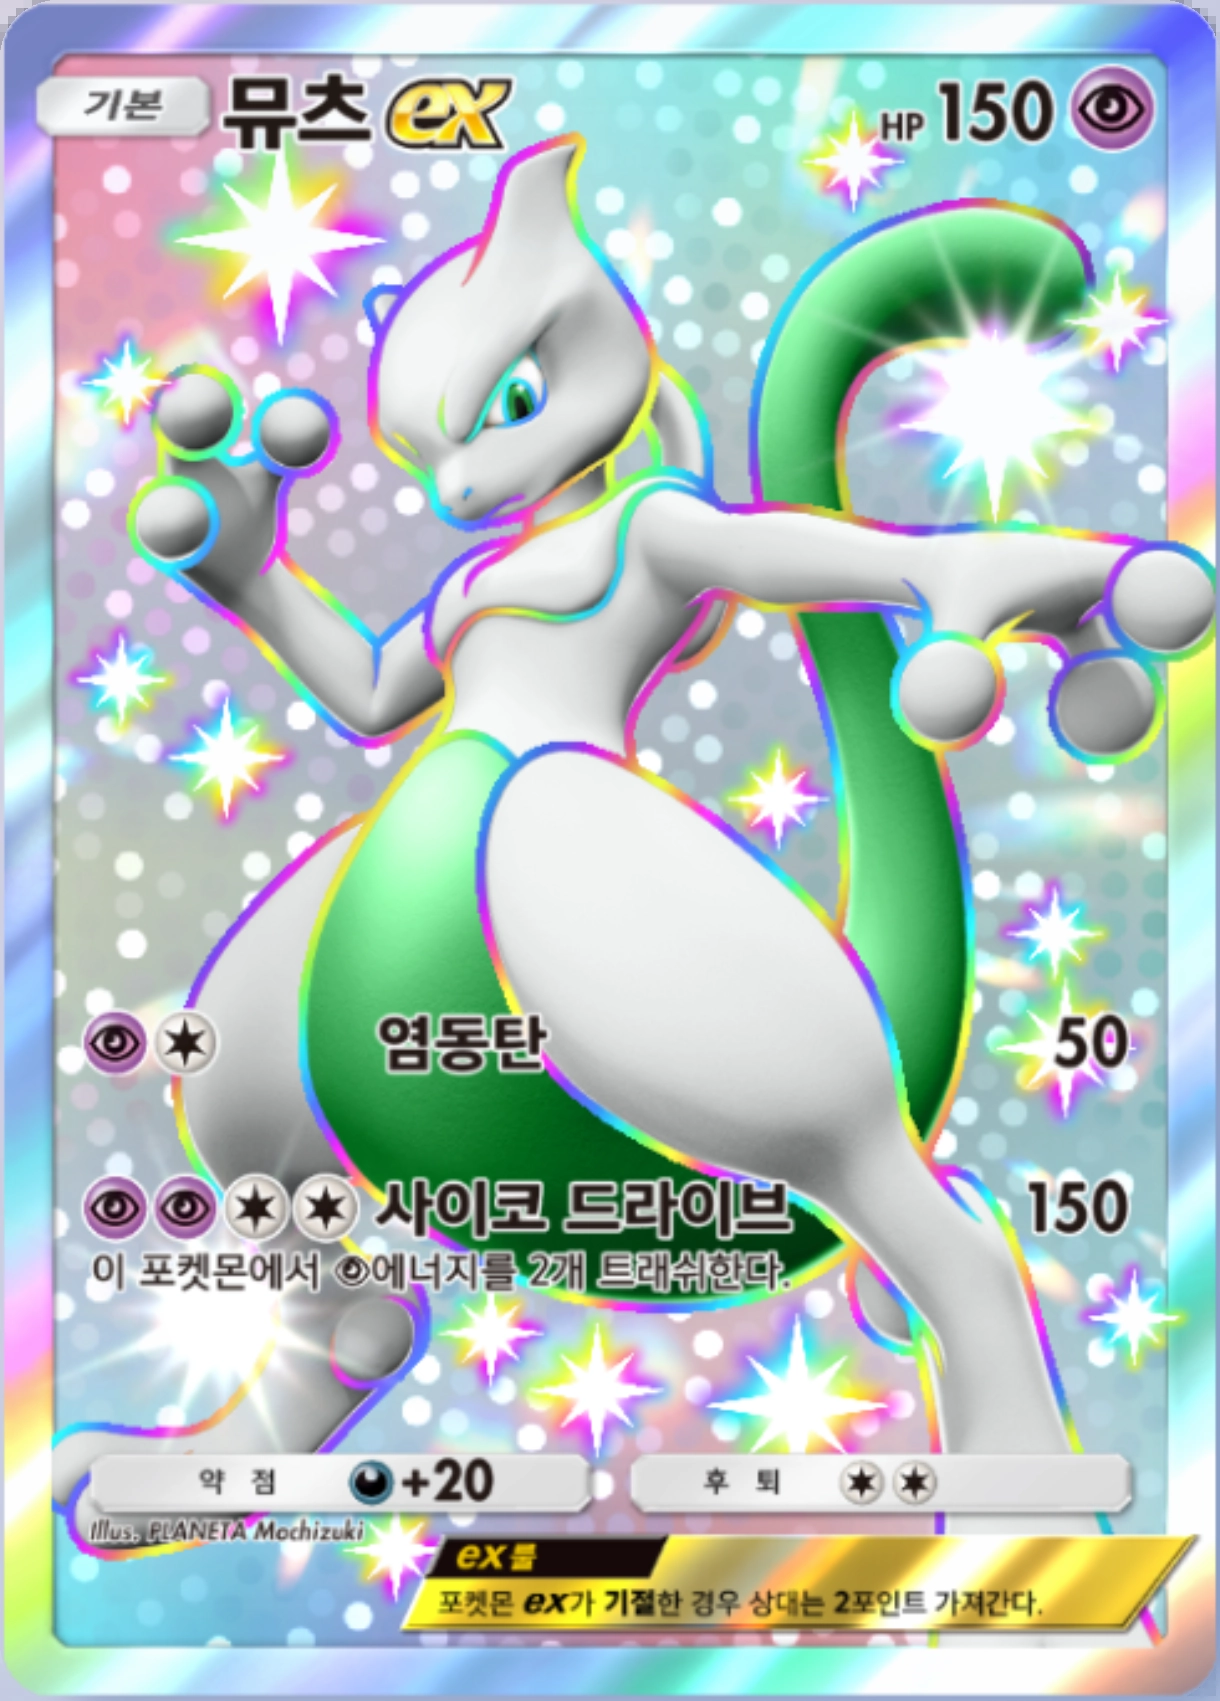 기본 뮤츠 ex HP 150
염동탄 50
사이코 드라이브 150
이 포켓몬에서 에너지를 2개 트래쉬한다.
약점 +20 후퇴
Illus. PLANETA Mochizuki
ex룰
포켓몬 ex가 기절한 경우 상대는 2포인트 가져간다.